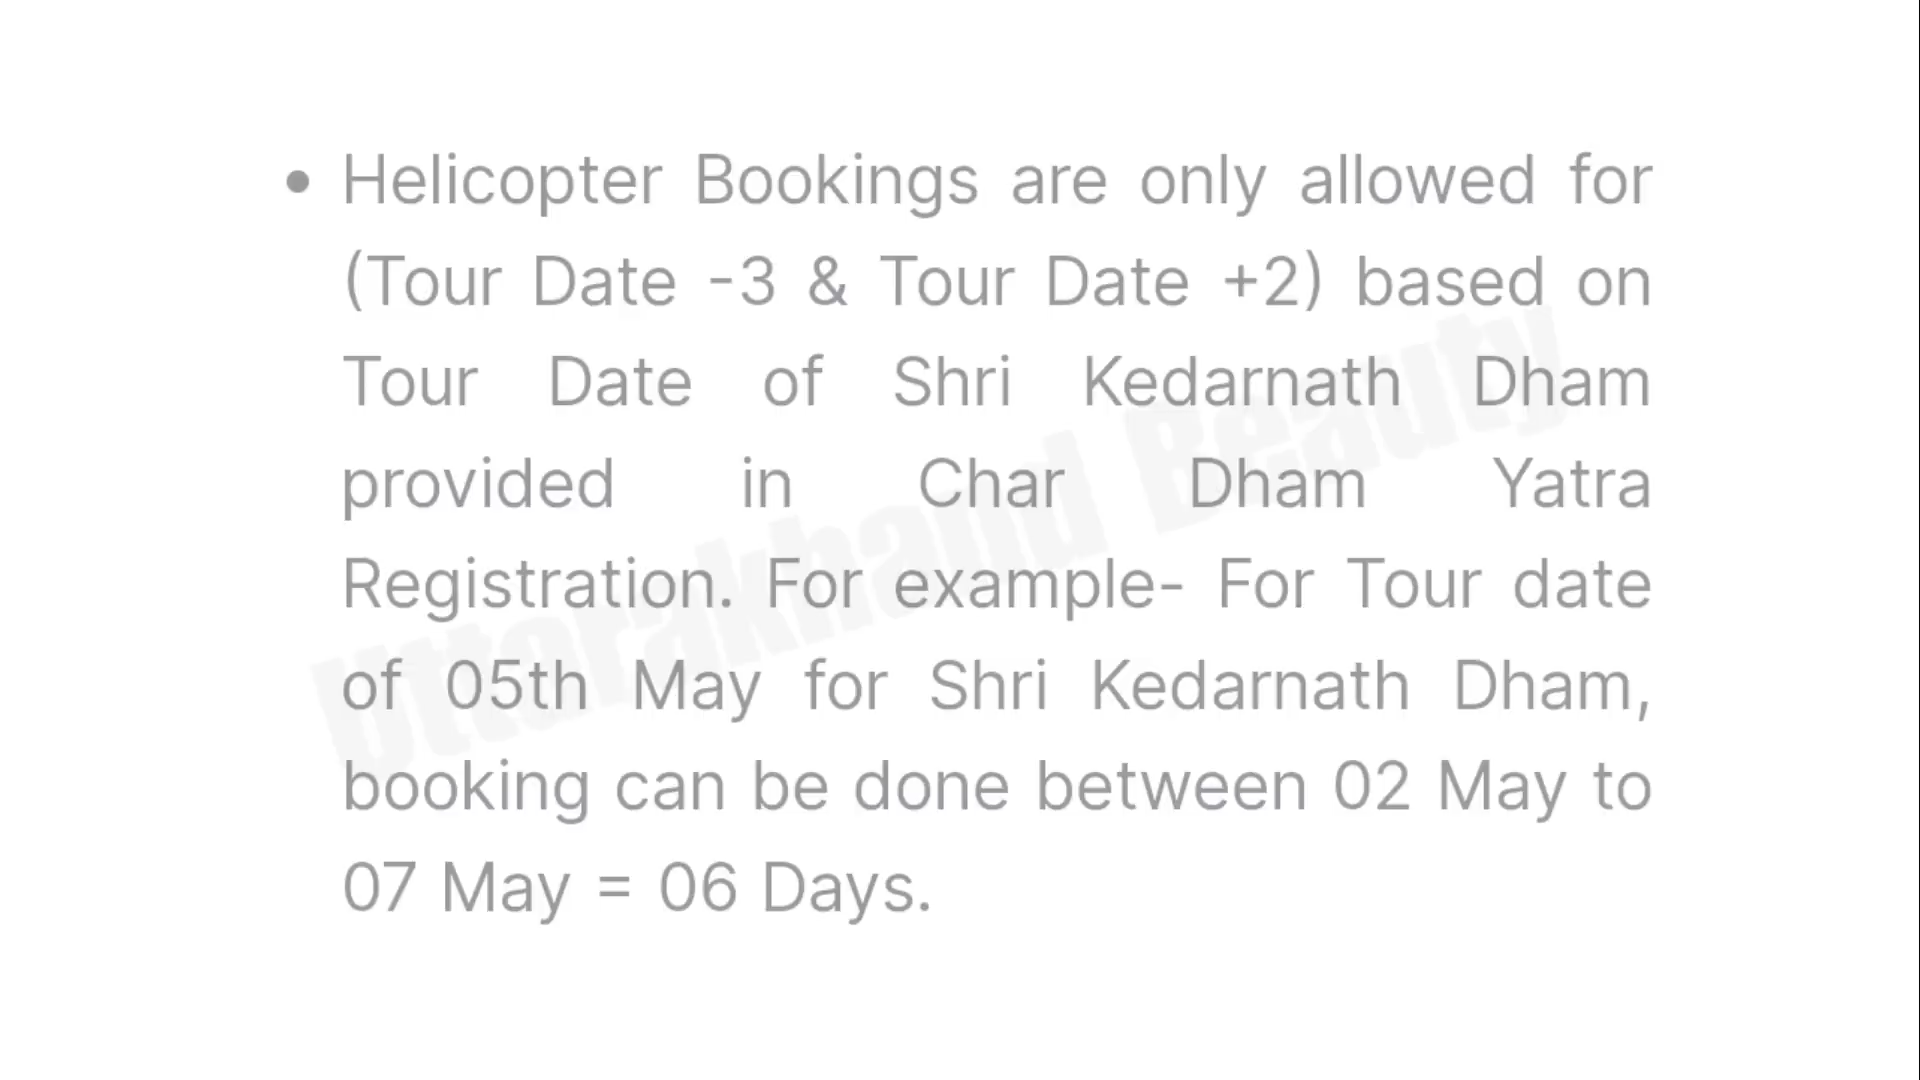 • Helicopter Bookings are only allowed for
(Tour Date -3 & Tour Date +2) based on
Tour Date of Shri Kedarnath Dham
provided in Char Dham Yatra
Registration. For example- For Tour date
of 05th May for Shri Kedarnath Dham,
booking can be done between 02 May to
07 May = 06 Days.
Uttarakhand Beauty